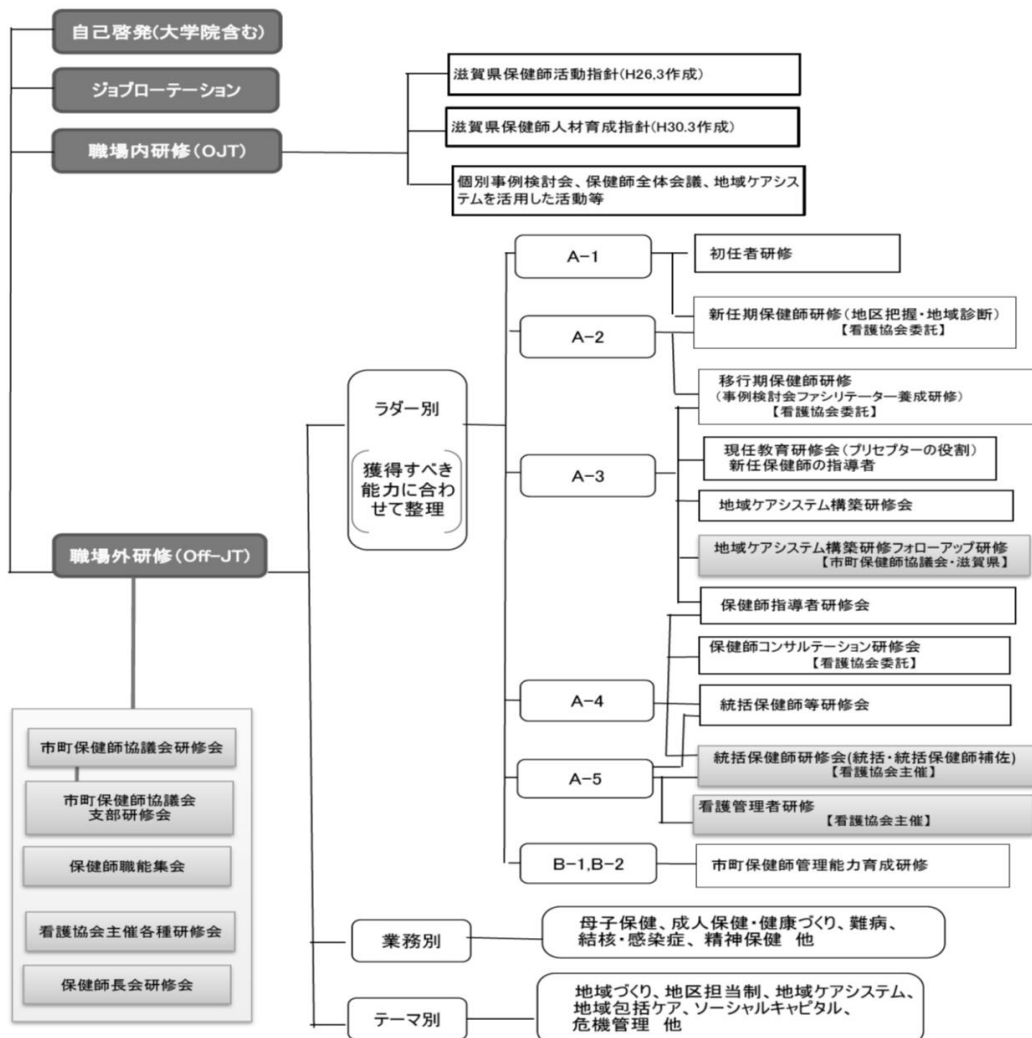 自己啓発(大学院含む)
ジョブローテーション
職場内研修(OJT)
滋賀県保健師活動指針(H26,3作成)
滋賀県保健師人材育成指針(H30.3作成)
個別事例検討会、保健師全体会議、地域ケアシス
テムを活用した活動等
職場外研修(Off-JT)
市町保健師協議会研修会
市町保健師協議会
支部研修会
保健師職能集会
看護協会主催各種研修会
保健師長会研修会
ラダー別
獲得すべき
能力に合わ
せて整理
A-1
A-2
A-3
A-4
A-5
B-1,B-2
初任者研修
新任期保健師研修(地区把握・地域診断)
【看護協会委託】
移行期保健師研修
(事例検討会ファシリテーター養成研修)
【看護協会委託】
現任教育研修会(プリセプターの役割)
新任保健師の指導者
地域ケアシステム構築研修会
地域ケアシステム構築研修フォローアップ研修
【市町保健師協議会・滋賀県】
保健師指導者研修会
保健師コンサルテーション研修会
【看護協会委託】
統括保健師等研修会
統括保健師研修会(統括・統括保健師補佐)
【看護協会主催】
看護管理者研修
【看護協会主催】
市町保健師管理能力育成研修
業務別
母子保健、成人保健・健康づくり、難病、
結核・感染症、精神保健 他
テーマ別
地域づくり、地区担当制、地域ケアシステム、
地域包括ケア、ソーシャルキャピタル、
危機管理 他